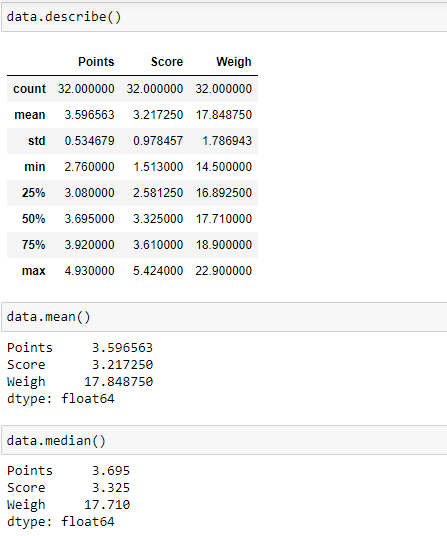 data.describe()
Points Score Weigh
count 32.000000 32.000000 32.000000
mean 3.596563 3.217250 17.848750
std 0.534679 0.978457 1.786943
min 2.760000 1.513000 14.500000
25% 3.080000 2.581250 16.892500
50% 3.695000 3.325000 17.710000
75% 3.920000 3.610000 18.900000
max 4.930000 5.424000 22.900000
data.mean()
Points 3.596563
Score 3.217250
Weigh 17.848750
dtype: float64
data.median()
Points 3.695
Score 3.325
Weigh 17.710
dtype: float64